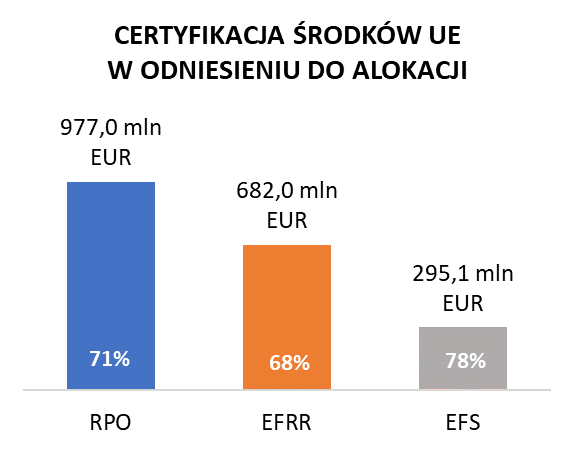 CERTYFIKACJA ŚRODKÓW UE
W ODNIESIENIU DO ALOKACJI
977,0 mln
EUR
682,0 mln
EUR
295,1 mln
EUR
71%
68%
78%
RPO
EFRR
EFS